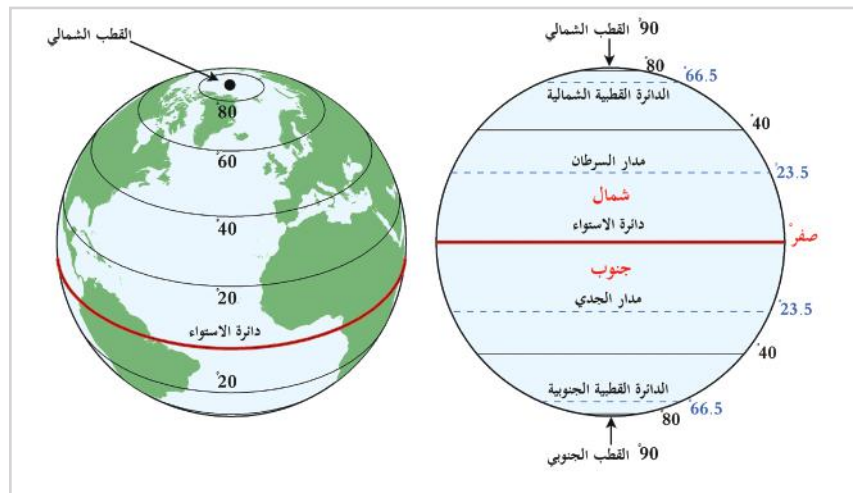 القطب الشمالي
°80
°60
°40
°20
دائرة الاستواء
°20
°90
القطب الشمالي
°80
°66.5
الدائرة القطبية الشمالية
°40
مدار السرطان
°23.5
شمال
دائرة الاستواء
صفر°
جنوب
مدار الجدي
°23.5
°40
الدائرة القطبية الجنوبية
°66.5
°80
°90 القطب الجنوبي